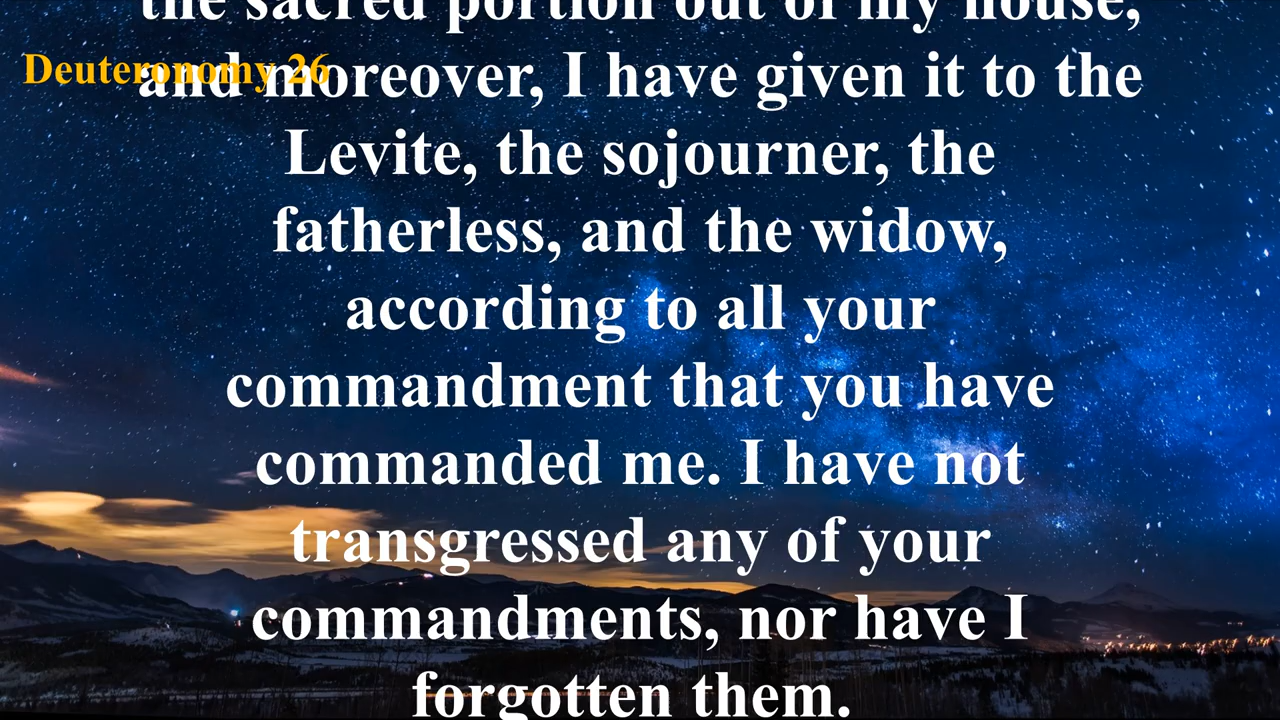 the sacred portion out of my house,
Deuteronomy 26
and moreover, I have given it to the
Levite, the sojourner, the
fatherless, and the widow,
according to all your
commandment that you have
commanded me. I have not
transgressed any of your
commandments, nor have I
forgotten them.